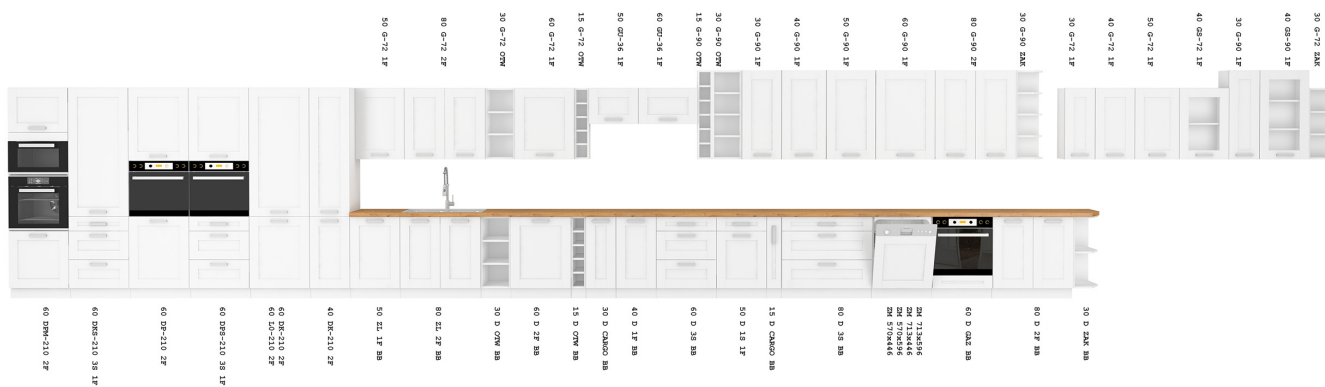 50 G-72 1F
80 G-72 2F
30 G-72 OTW
60 G-72 1F
15 G-72 OTW
50 GU-36 1F
60 GU-36 1F
15 G-90 OTW
30 G-90 OTW
30 G-90 1F
40 G-90 1F
50 G-90 1F
60 G-90 1F
80 G-90 2F
30 G-90 ZAK
30 G-72 1F
40 G-72 1F
50 G-72 1F
40 GS-72 1F
30 G-90 1F
40 GS-90 1F
30 G-72 ZAK
60 DPM-210 2F
60 DKS-210 3S 1F
60 DP-210 2F
60 DPS-210 3S 1F
60 DK-210 2F
60 LO-210 2F
40 DK-210 2F
50 ZL 1F BB
80 ZL 2F BB
30 D OTW BB
60 D 2F BB
15 D OTW BB
30 D CARGO BB
40 D 1F BB
60 D 3S BB
50 D 1S 1F
15 D CARGO BB
80 D 3S BB
ZM 713x596
ZM 713x446
ZM 570x596
ZM 570x446
60 D GAZ BB
80 D 2F BB
30 D ZAK BB